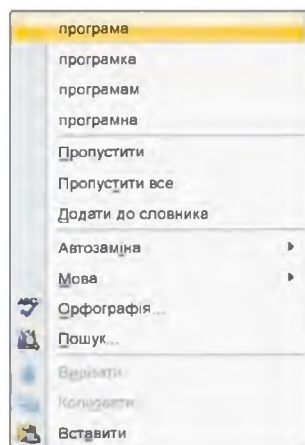 програма
програмка
програмам
програмна
Пропустити
Пропустити все
Додати до словника
Автозаміна
Мова
Орфографія...
Пошук...
Вирізати
Копіювати
Вставити